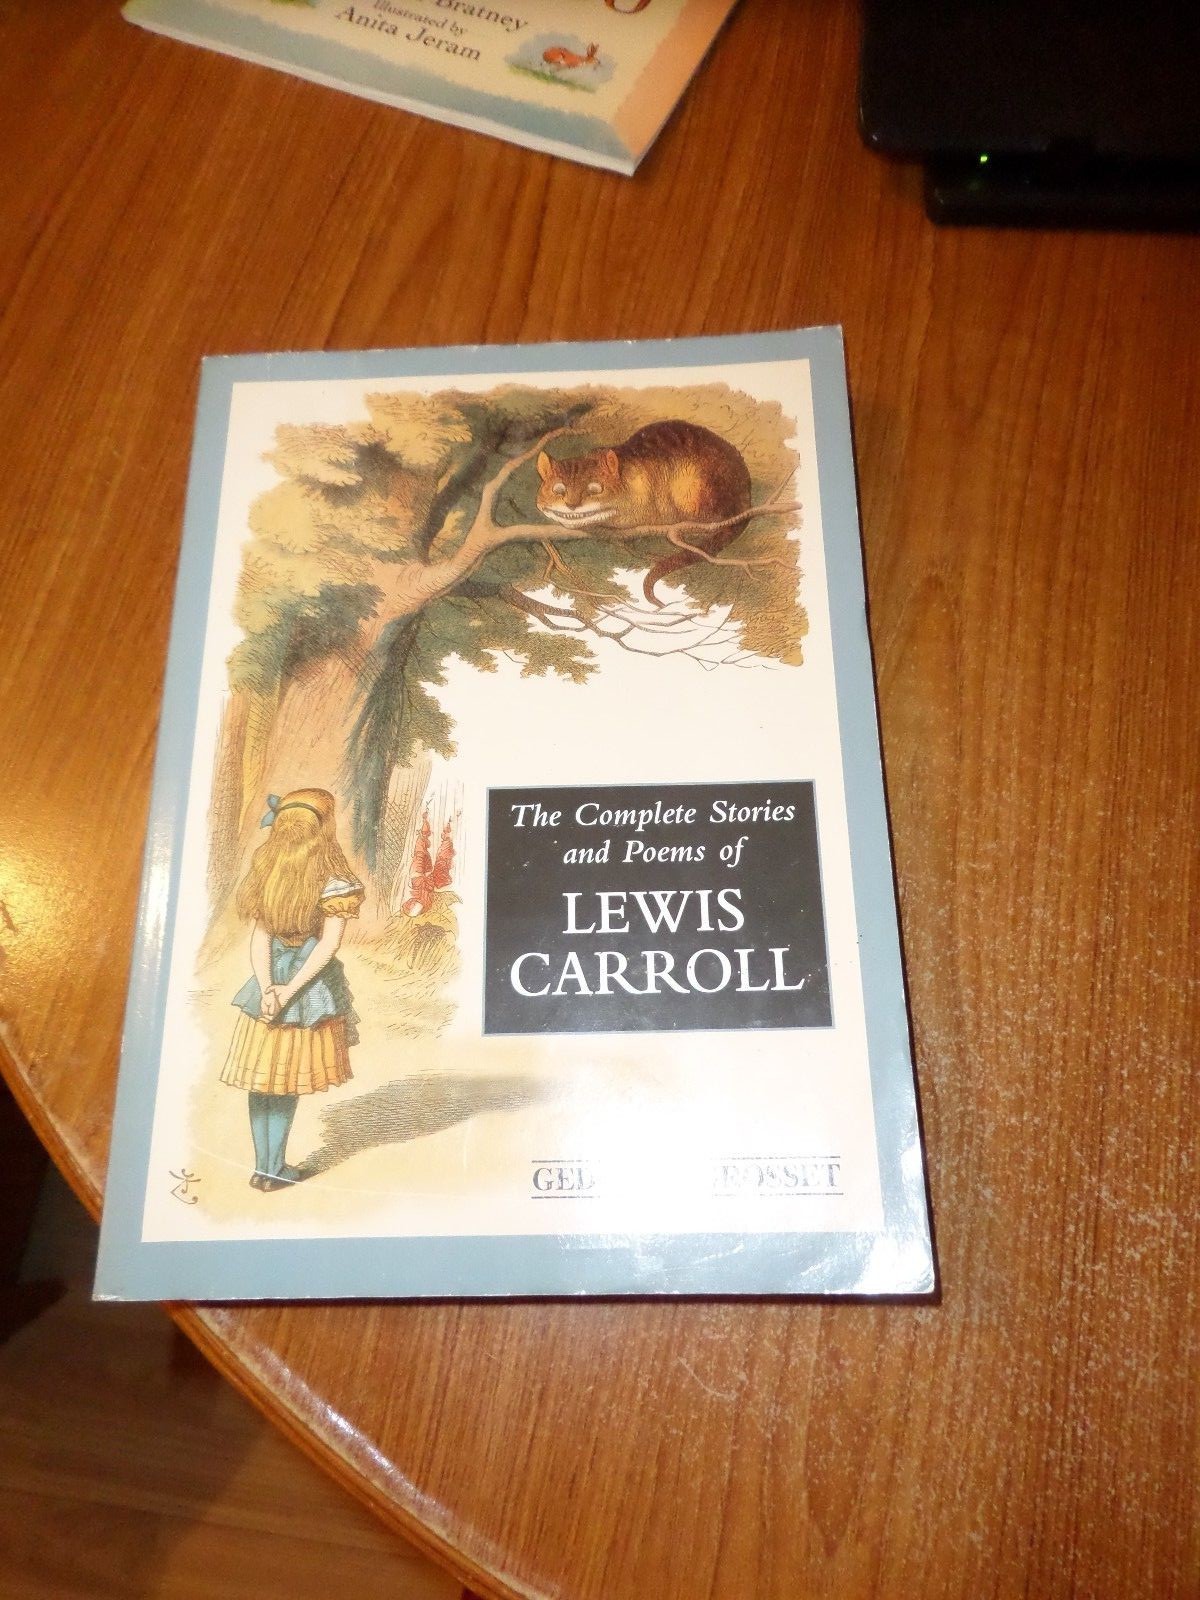 Bratney
Illustrated by
Anita Jeram
The Complete Stories
and Poems of
LEWIS
CARROLL